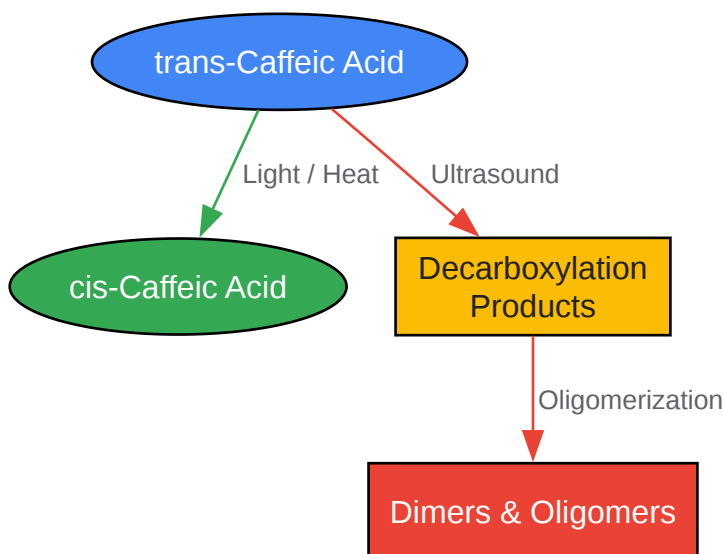 trans-Caffeic Acid
Light / Heat
Ultrasound
cis-Caffeic Acid
Decarboxylation
Products
Oligomerization
Dimers & Oligomers